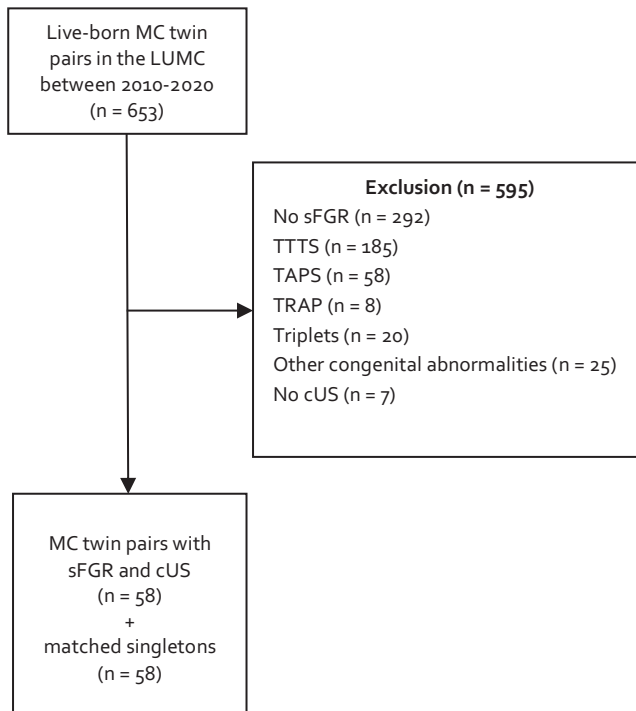 Live-born MC twin
pairs in the LUMC
between 2010-2020
(n = 653)
Exclusion (n = 595)
No sFGR (n = 292)
TTTS (n = 185)
TAPS (n = 58)
TRAP (n = 8)
Triplets (n = 20)
Other congenital abnormalities (n = 25)
No cUS (n = 7)
MC twin pairs with
sFGR and cUS
(n = 58)
+
matched singletons
(n = 58)